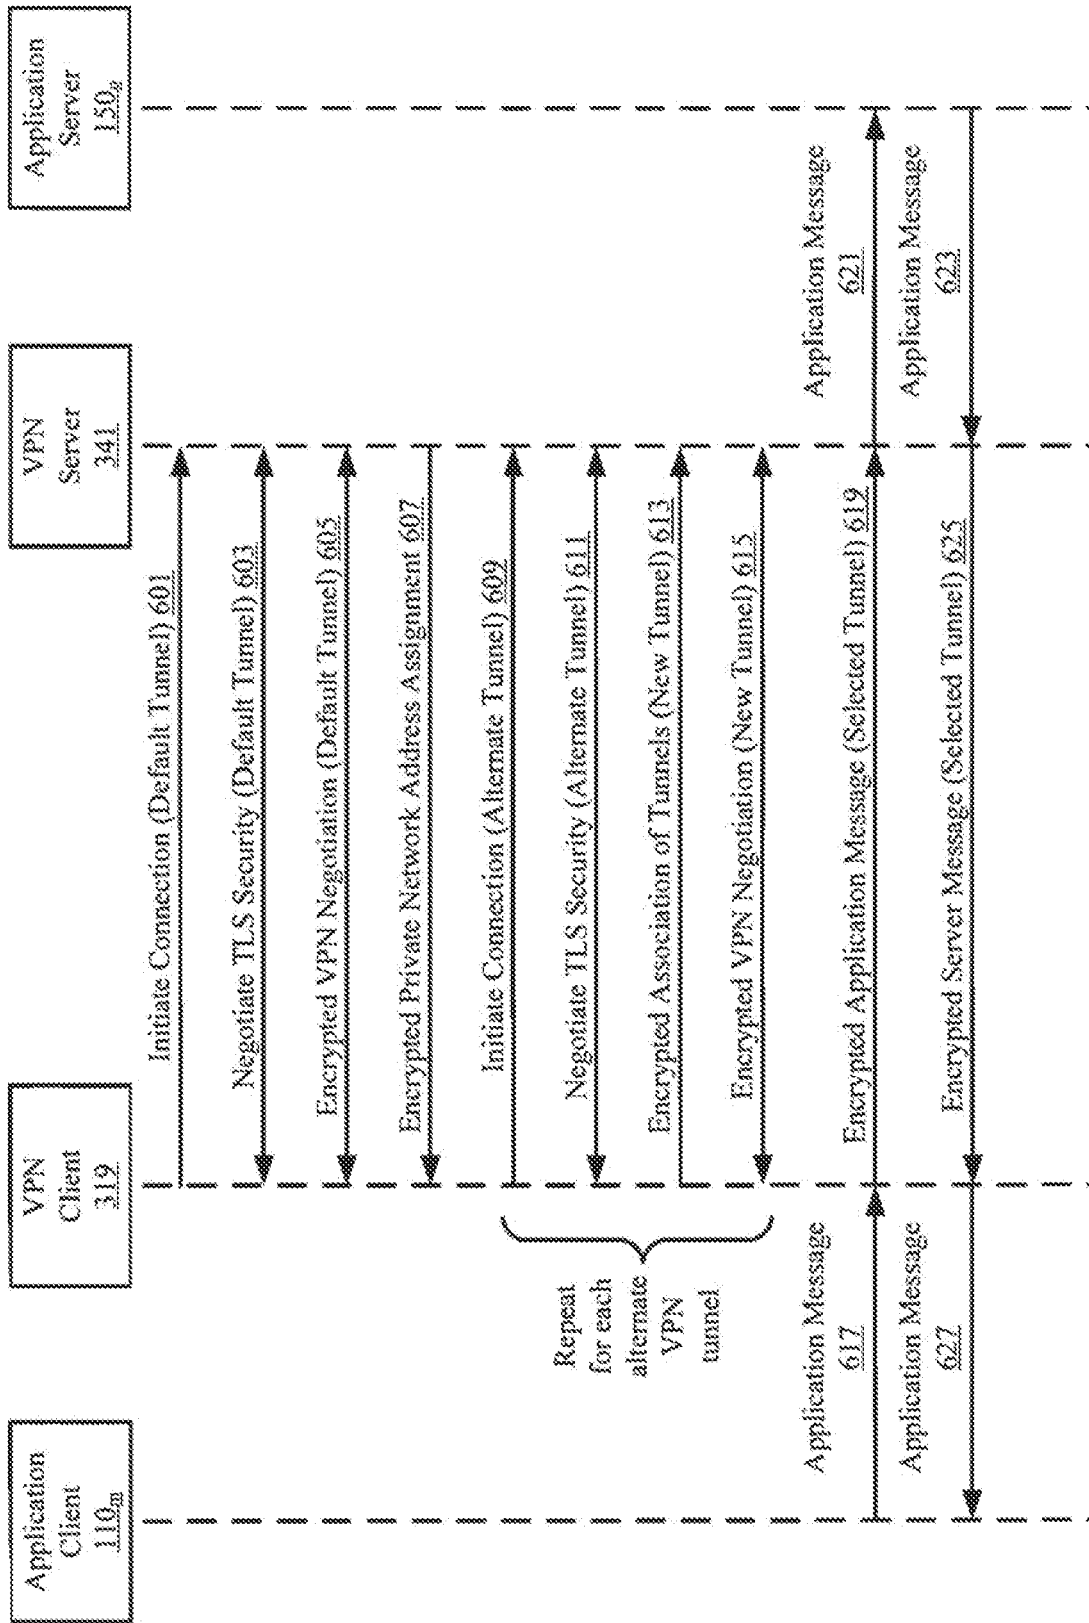 Application
Client
110m
VPN
Client
319
VPN
Server
341
Application
Server
150n
Initiate Connection (Default Tunnel) 601
Negotiate TLS Security (Default Tunnel) 603
Encrypted VPN Negotiation (Default Tunnel) 605
Encrypted Private Network Address Assignment 607
Initiate Connection (Alternate Tunnel) 609
Negotiate TLS Security (Alternate Tunnel) 611
Encrypted Association of Tunnels (New Tunnel) 613
Encrypted VPN Negotiation (New Tunnel) 615
Repeat
for each
alternate
VPN
tunnel
Application Message
617
Encrypted Application Message (Selected Tunnel) 619
Application Message
621
Application Message
623
Encrypted Server Message (Selected Tunnel) 625
Application Message
627